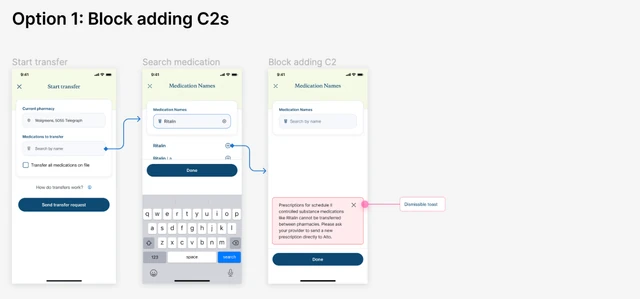 Option 1: Block adding C2s
Start transfer
9:41
Start transfer
Current pharmacy
Walgreens, 5055 Telegraph
Medications to transfer
Search by name
Transfer all medications on file
How do transfers work?
Send transfer request
Search medication
9:41
Medication Names
Medication Names
Ritalin
Ritalin
Ritalin La
Done
q w e r t y u i o p
a s d f g h j k l
z x c v b n m
123
space
search
Block adding C2
9:41
Medication Names
Medication Names
Search by name
Prescriptions for schedule II
controlled substance medications
like Ritalin cannot be transferred
between pharmacies. Please ask
your provider to send a new
prescription directly to Alto.
Done
Dismissible toast